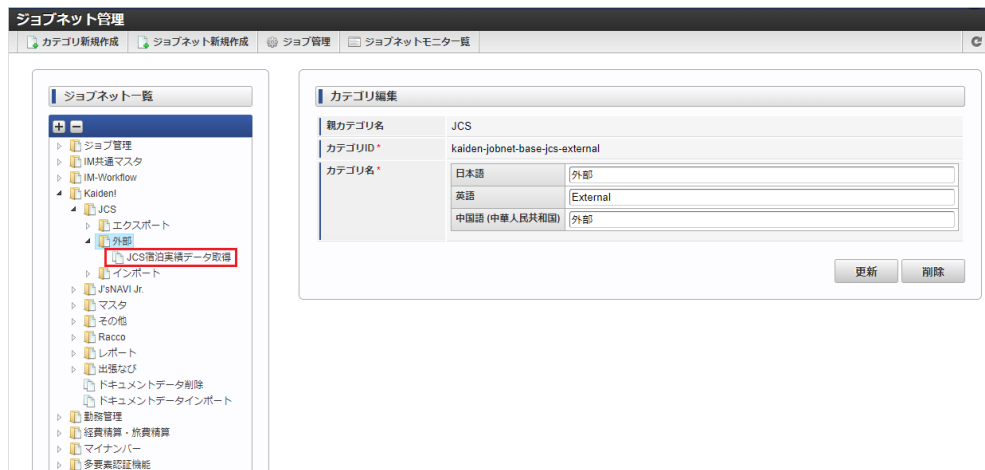 ジョブネット管理
カテゴリ新規作成 ジョブネット新規作成 ジョブ管理 ジョブネットモニタ一覧
ジョブネット一覧
ジョブ管理
IM共通マスタ
IM-Workflow
Kaiden!
JCS
エクスポート
外部
JCS宿泊実績データ取得
インポート
J'sNAVI Jr.
マスタ
その他
Racco
レポート
出張なび
ドキュメントデータ削除
ドキュメントデータインポート
勤務管理
経費精算・旅費精算
マイナンバー
多要素認証機能
カテゴリ編集
親カテゴリ名 JCS
カテゴリID * kaiden-jobnet-base-jcs-external
カテゴリ名 * 日本語 外部
英語 External
中国語 (中華人民共和国) 外部
更新 削除